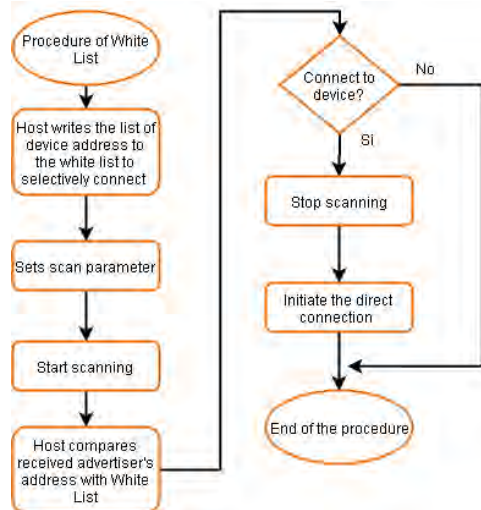 Procedure of White
List
Host writes the list of
device address to
the white list to
selectively connect
Sets scan parameter
Start scanning
Host compares
received advertiser's
address with White
List
Connect to
device?
No
Si
Stop scanning
Initiate the direct
connection
End of the procedure